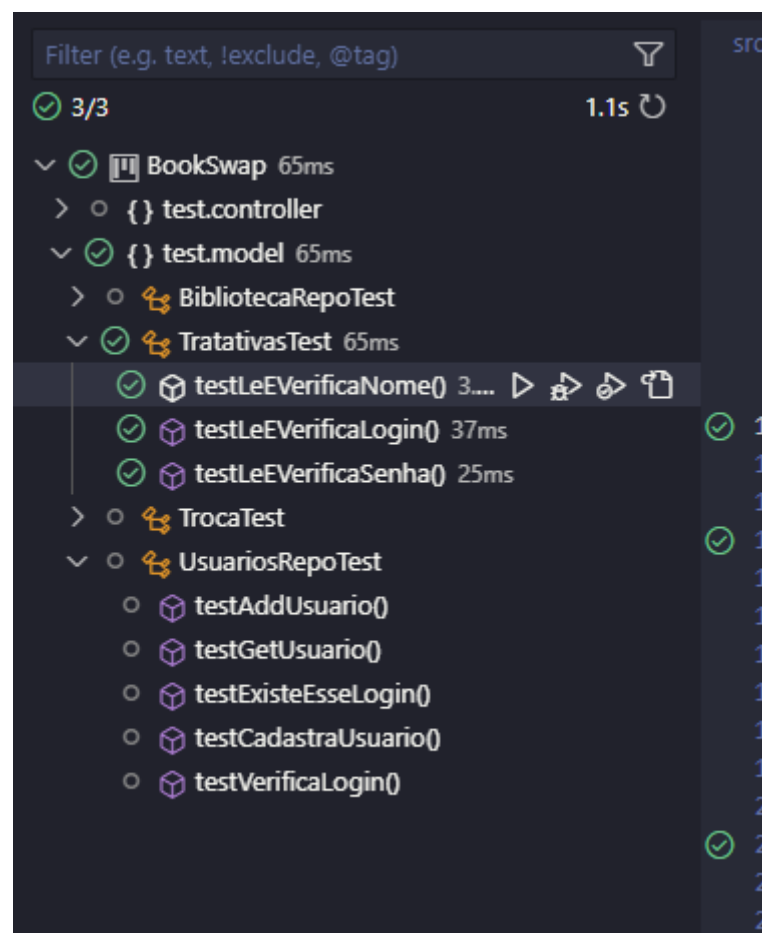 Filter (e.g. text, !exclude, @tag)
src
3/3 1.1s
BookSwap 65ms
{} test.controller
{} test.model 65ms
BibliotecaRepoTest
TratativasTest 65ms
testLeEVerificaNome() 3....
testLeEVerificaLogin() 37ms
testLeEVerificaSenha() 25ms
TrocaTest
UsuariosRepoTest
testAddUsuario()
testGetUsuario()
testExisteEsseLogin()
testCadastraUsuario()
testVerificaLogin()